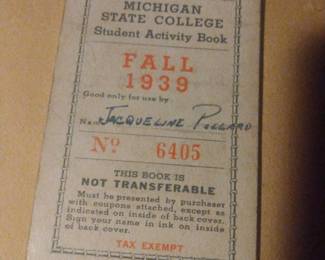 MICHIGAN
STATE COLLEGE
Student Activity Book
FALL
1939
Good only for use by
Name Jacqueline Pollard
No 6405
THIS BOOK IS
NOT TRANSFERABLE
Must be presented by purchaser
with coupons attached, except as
indicated on inside of back cover.
Sign your name in ink on inside
of back cover.
TAX EXEMPT